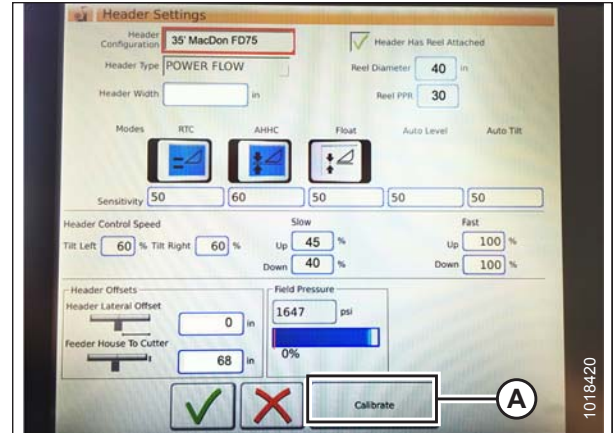 Header Settings
Header Configuration 35' MacDon FD75 Header Has Reel Attached
Header Type POWER FLOW Reel Diameter 40 in
Header Width in Reel PPR 30
Modes RTC AHHC Float Auto Level Auto Tilt
Sensitivity 50 60 50 50 50
Header Control Speed Slow Fast
Tilt Left 60 % Tilt Right 60 % Up 45 % Up 100 %
Down 40 % Down 100 %
Header Offsets Field Pressure
Header Lateral Offset 1647 psi
0 in
Feeder House To Cutter 0%
68 in
Calibrate A
1018420